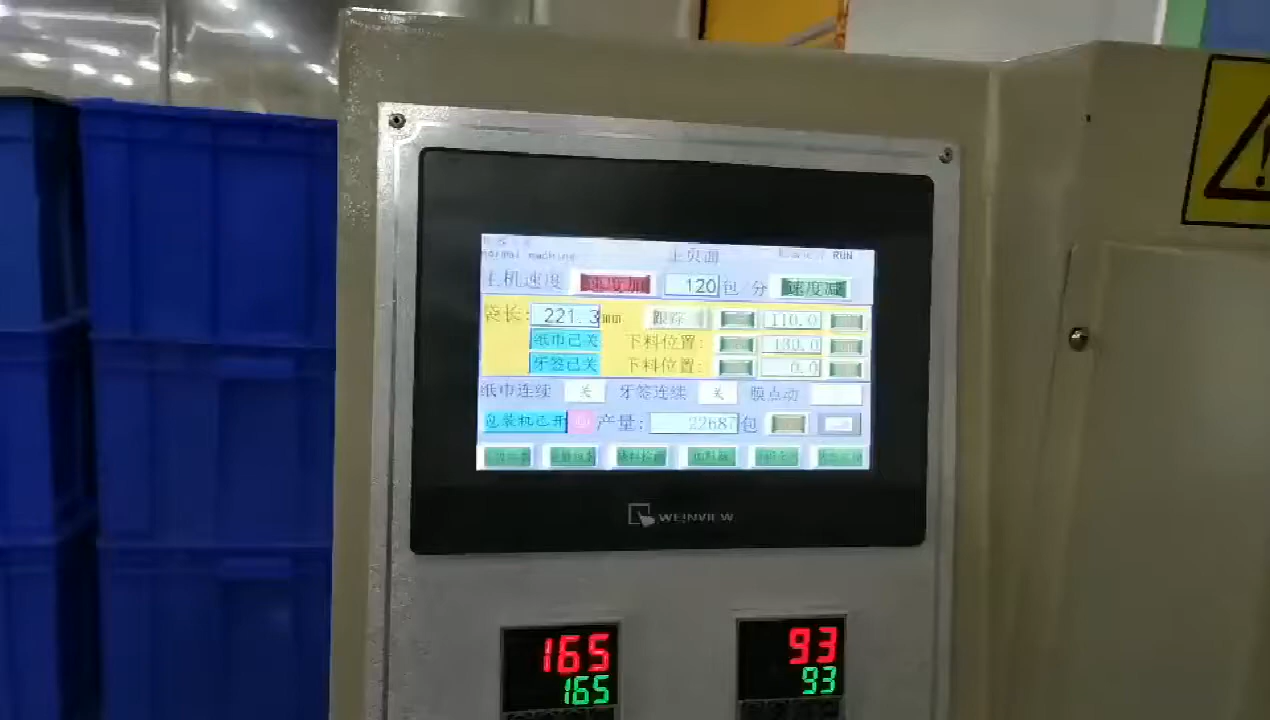 normal machine 主页面 RUN
主机速度 速度加 120 包 分 速度减
袋长: 221.3 mm 跟踪 110.0
纸巾已关 下料位置: 180.0
牙签已关 下料位置: 0.0
纸巾连续 关 牙签连续 关 膜点动
包装机已开 产量: 22687 包
WEINVIEW
165 93
165 93